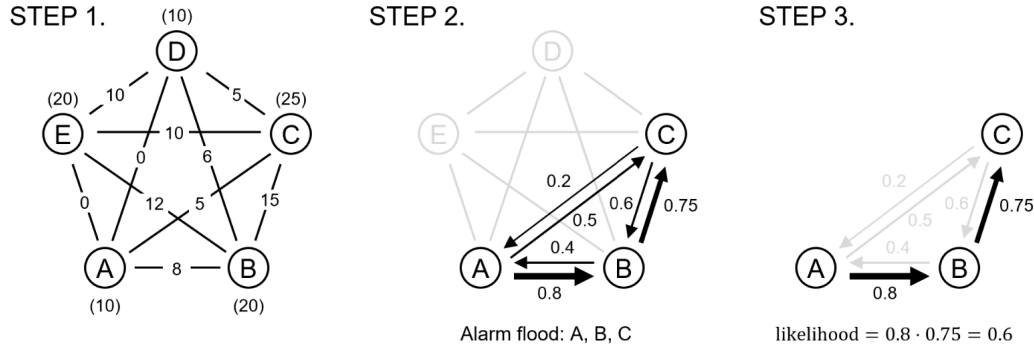 STEP 1.
(10)
D
10
5
(20)
(25)
E
10
C
0
6
0
12
5
15
A
8
B
(10)
(20)
STEP 2.
D
E
C
0.2
0.6
0.75
0.5
0.4
A
B
0.8
Alarm flood: A, B, C
STEP 3.
C
0.2
0.6
0.75
0.5
0.4
A
B
0.8
likelihood = 0.8 · 0.75 = 0.6